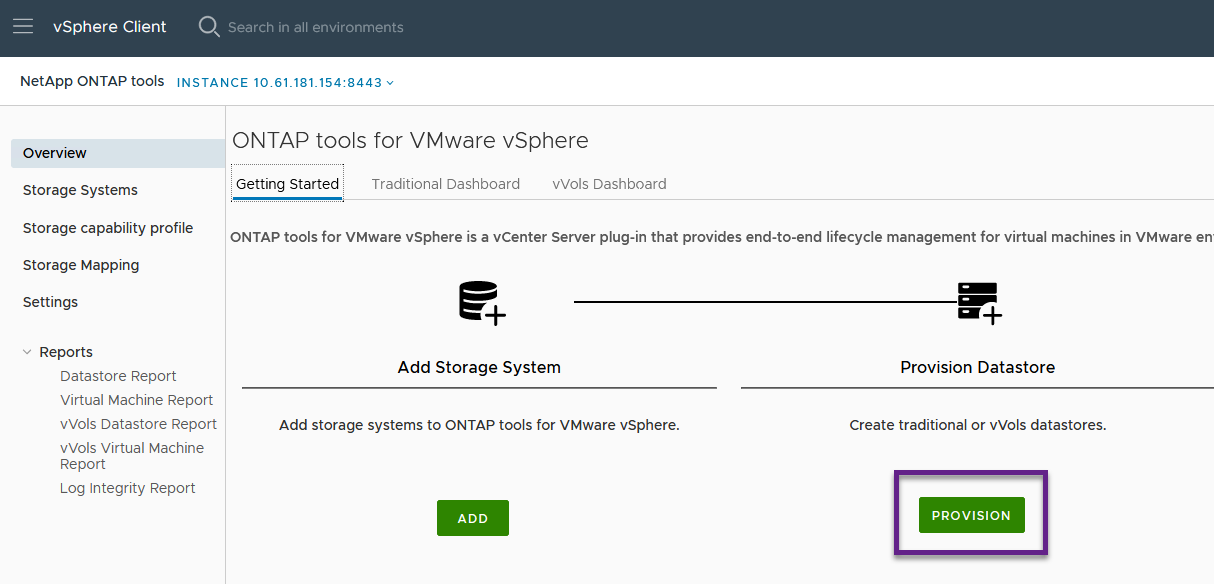 vSphere Client
Search in all environments
NetApp ONTAP tools
INSTANCE 10.61.181.154:8443
Overview
Storage Systems
Storage capability profile
Storage Mapping
Settings
Reports
Datastore Report
Virtual Machine Report
vVols Datastore Report
vVols Virtual Machine
Report
Log Integrity Report
ONTAP tools for VMware vSphere
Getting Started
Traditional Dashboard
vVols Dashboard
ONTAP tools for VMware vSphere is a vCenter Server plug-in that provides end-to-end lifecycle management for virtual machines in VMware
Add Storage System
Add storage systems to ONTAP tools for VMware vSphere.
ADD
Provision Datastore
Create traditional or vVols datastores.
PROVISION